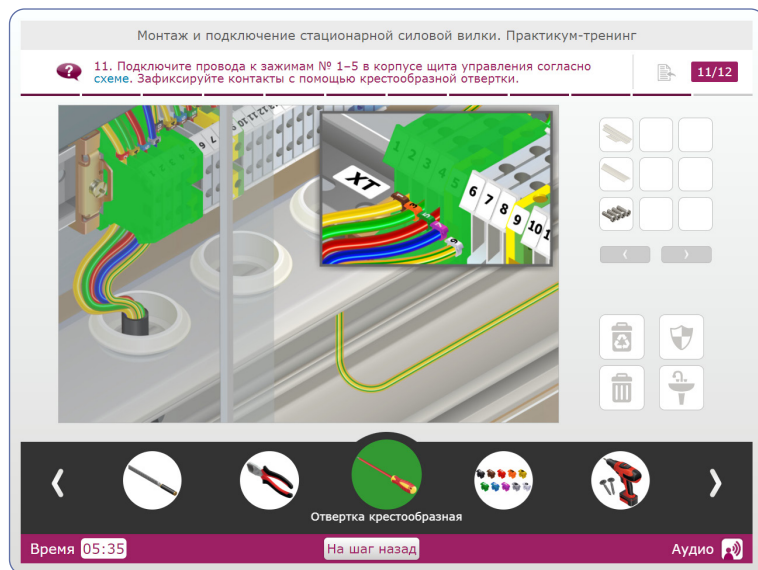 Монтаж и подключение стационарной силовой вилки. Практикум-тренинг
11. Подключите провода к зажимам № 1–5 в корпусе щита управления согласно
схеме. Зафиксируйте контакты с помощью крестообразной отвертки.
11/12
1 2 3 4 5 6 7 8 9 10 1
XT
Отвертка крестообразная
Время 05:35
На шаг назад
Аудио